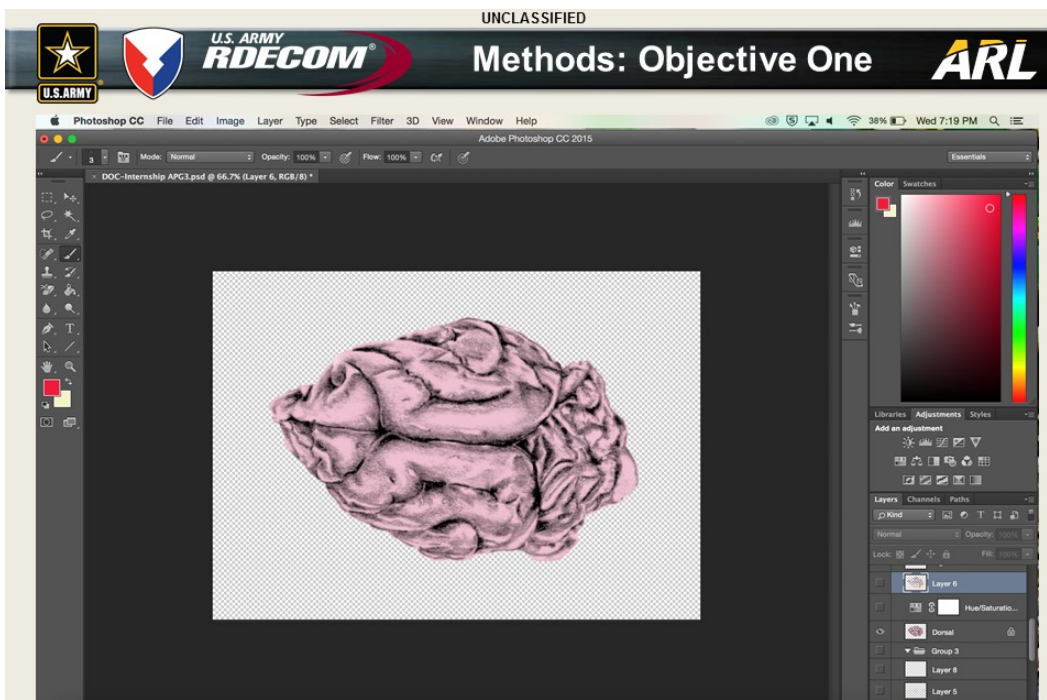 UNCLASSIFIED
U.S. ARMY
RDECOM®
Methods: Objective One
ARL
U.S.ARMY
Photoshop CC File Edit Image Layer Type Select Filter 3D View Window Help
38% Wed 7:19 PM
Adobe Photoshop CC 2015
3 Mode: Normal Opacity: 100% Flow: 100% Essentials
× DOC-Internship APG3.psd @ 66.7% (Layer 6, RGB/8) *
Color Swatches
Libraries Adjustments Styles
Add an adjustment
Layers Channels Paths
Kind
Normal Opacity: 100%
Lock: Fill: 100%
Layer 6
Hue/Saturatio...
Dorsal
Group 3
Layer 8
Layer 5